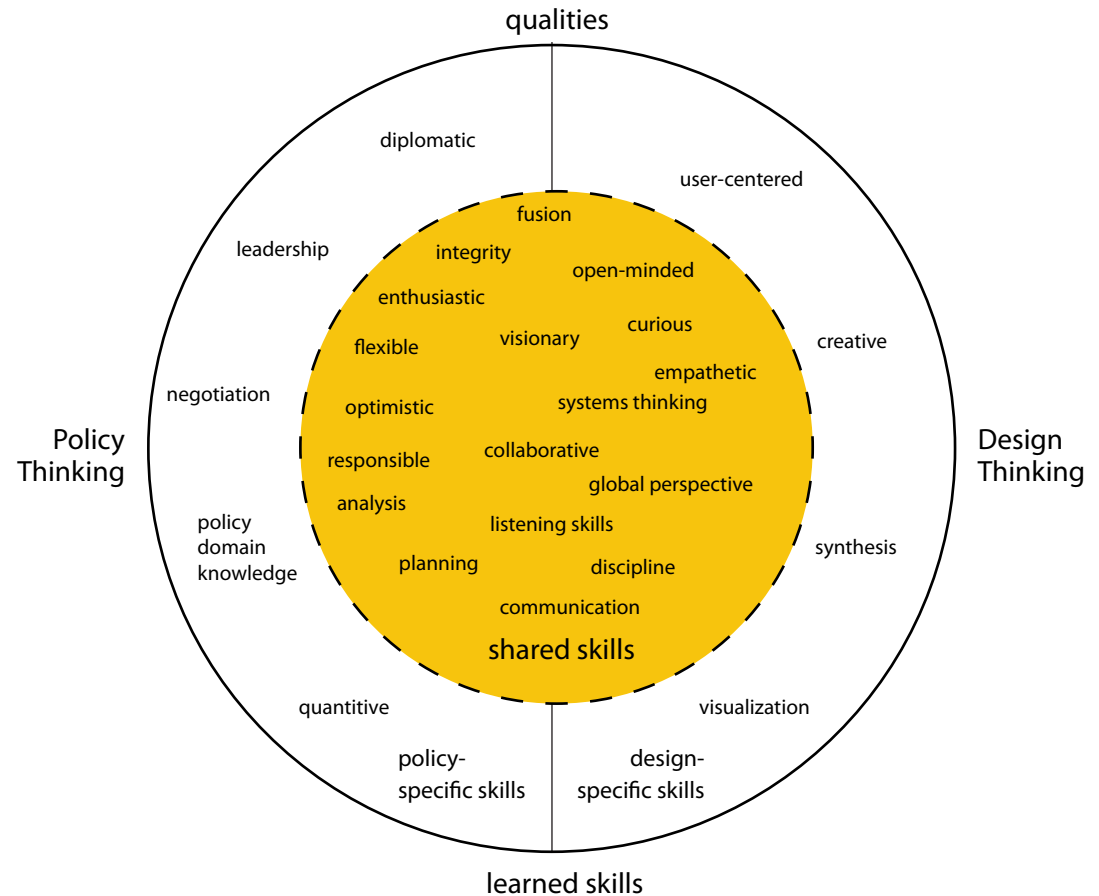 qualities
diplomatic
user-centered
fusion
leadership
integrity
open-minded
enthusiastic
curious
visionary
flexible
creative
empathetic
negotiation
systems thinking
optimistic
Policy
Thinking
Design
Thinking
collaborative
responsible
global perspective
analysis
listening skills
policy
domain
knowledge
synthesis
planning
discipline
communication
shared skills
quantitive
visualization
policy-
specific skills
design-
specific skills
learned skills